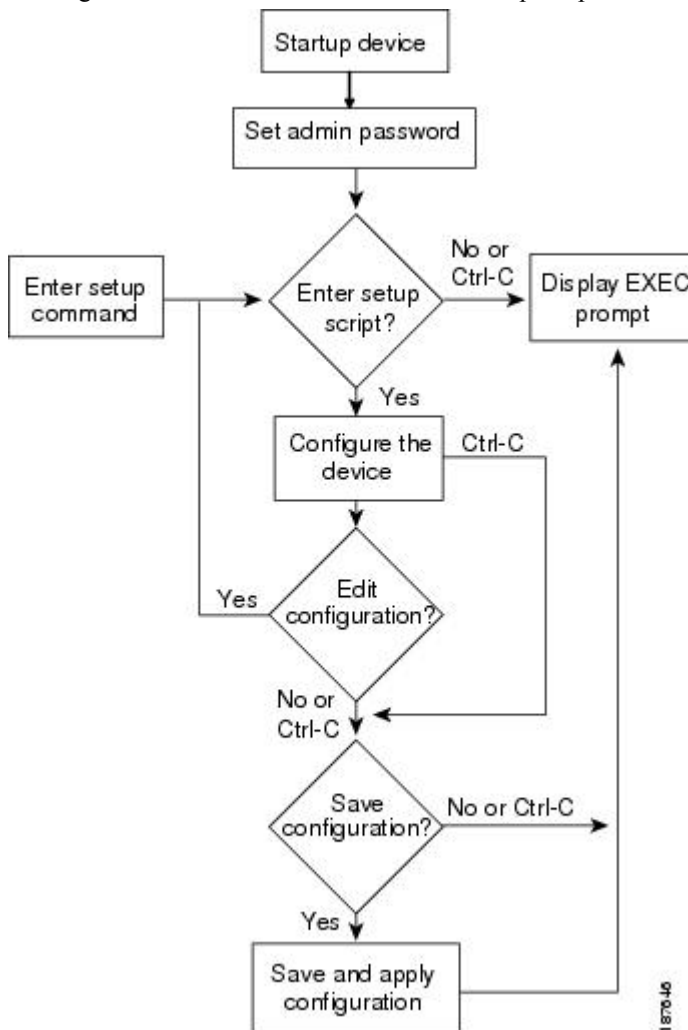 Startup device
Set admin password
No or
Ctrl-C
Enter setup
command
Enter setup
script?
Display EXEC
prompt
Yes
Configure the
device
Ctrl-C
Edit
configuration?
Yes
No or
Ctrl-C
Save
configuration?
No or Ctrl-C
Yes
Save and apply
configuration
187646